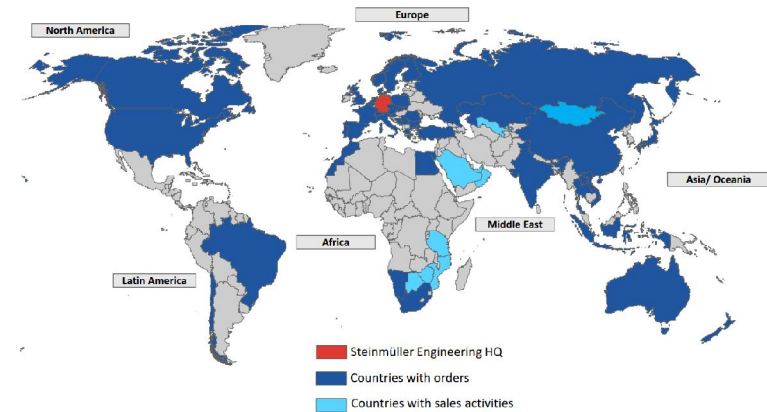 Europe
North America
Asia/ Oceania
Middle East
Africa
Latin America
Steinmüller Engineering HQ
Countries with orders
Countries with sales activities